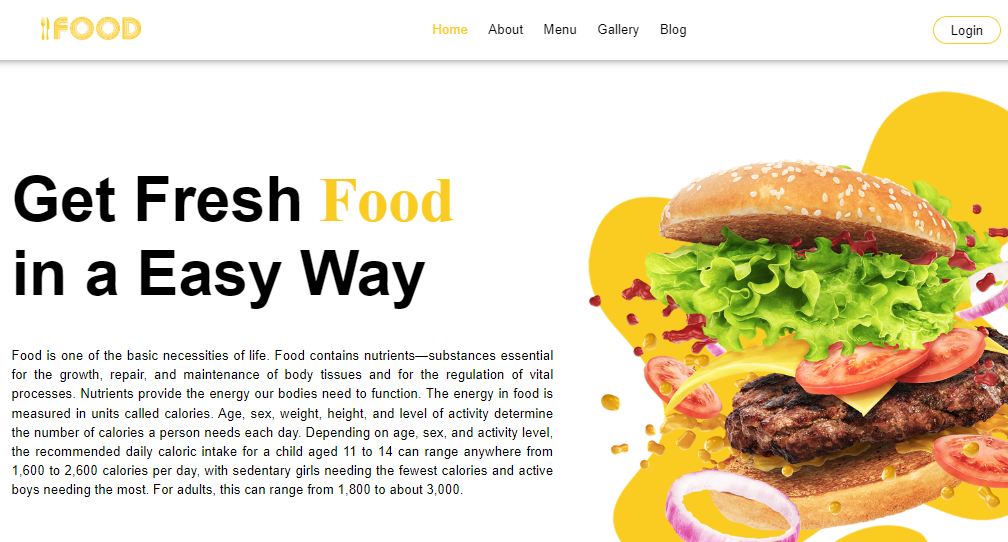 FOOD
Home About Menu Gallery Blog
Login
Get Fresh Food
in a Easy Way
Food is one of the basic necessities of life. Food contains nutrients—substances essential
for the growth, repair, and maintenance of body tissues and for the regulation of vital
processes. Nutrients provide the energy our bodies need to function. The energy in food is
measured in units called calories. Age, sex, weight, height, and level of activity determine
the number of calories a person needs each day. Depending on age, sex, and activity level,
the recommended daily caloric intake for a child aged 11 to 14 can range anywhere from
1,600 to 2,600 calories per day, with sedentary girls needing the fewest calories and active
boys needing the most. For adults, this can range from 1,800 to about 3,000.